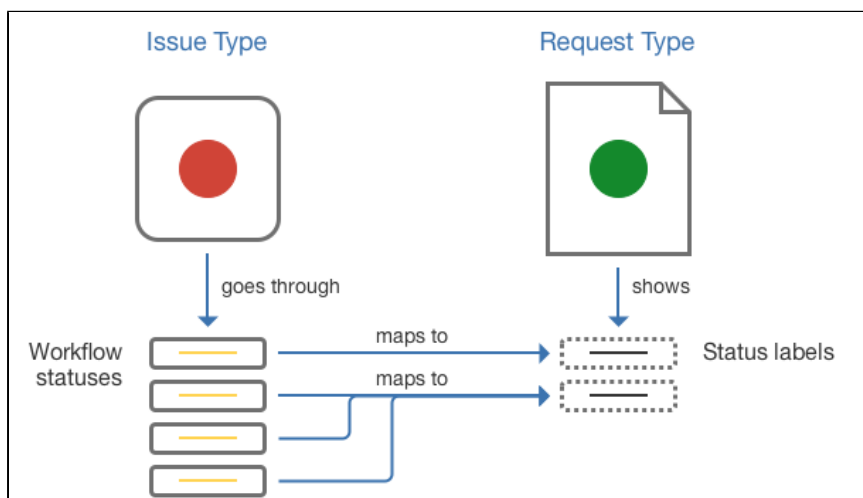 Issue Type
Request Type
goes through
shows
Workflow
statuses
maps to
Status labels
maps to